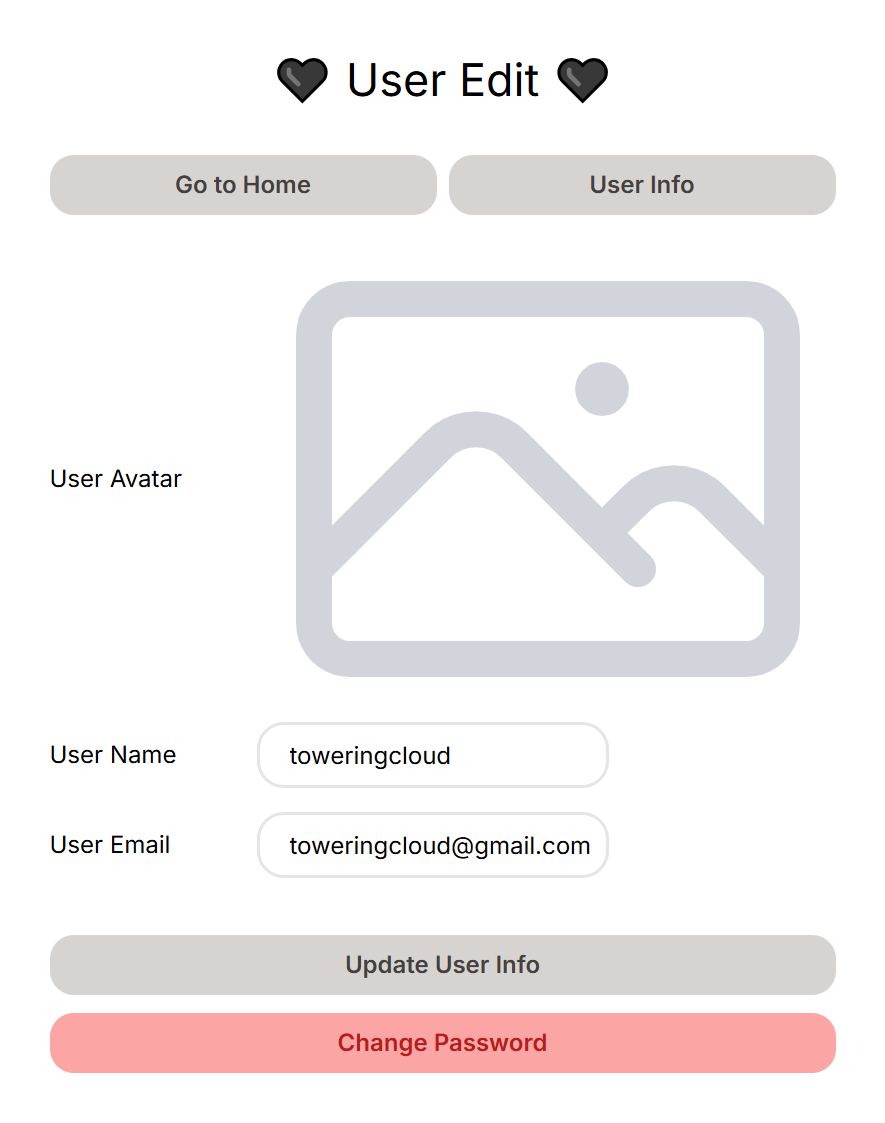 🖤 User Edit 🖤
Go to Home
User Info
User Avatar
User Name
toweringcloud
User Email
toweringcloud@gmail.com
Update User Info
Change Password